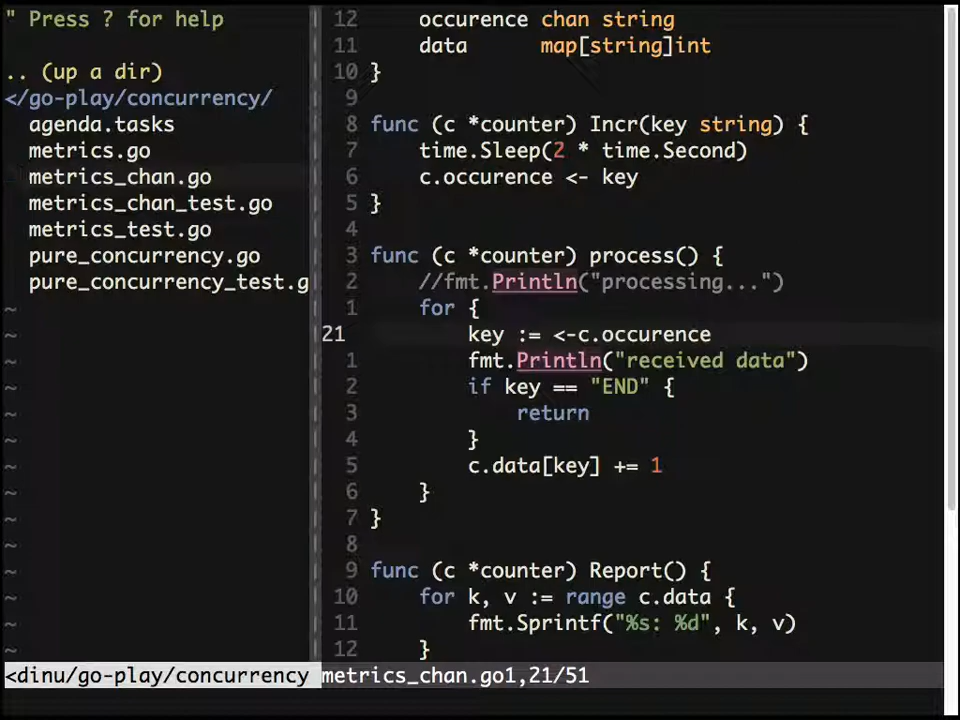 " Press ? for help
.. (up a dir)
</go-play/concurrency/
agenda.tasks
metrics.go
metrics_chan.go
metrics_chan_test.go
metrics_test.go
pure_concurrency.go
pure_concurrency_test.g
~
~
~
~
~
~
~
~
~
~
~
~
~
~
<dinu/go-play/concurrency
12 occurence chan string
11 data map[string]int
10 }
9
8 func (c *counter) Incr(key string) {
7 time.Sleep(2 * time.Second)
6 c.occurence <- key
5 }
4
3 func (c *counter) process() {
2 //fmt.Println("processing...")
1 for {
21 key := <-c.occurence
1 fmt.Println("received data")
2 if key == "END" {
3 return
4 }
5 c.data[key] += 1
6 }
7 }
8
9 func (c *counter) Report() {
10 for k, v := range c.data {
11 fmt.Sprintf("%s: %d", k, v)
12 }
metrics_chan.go1,21/51